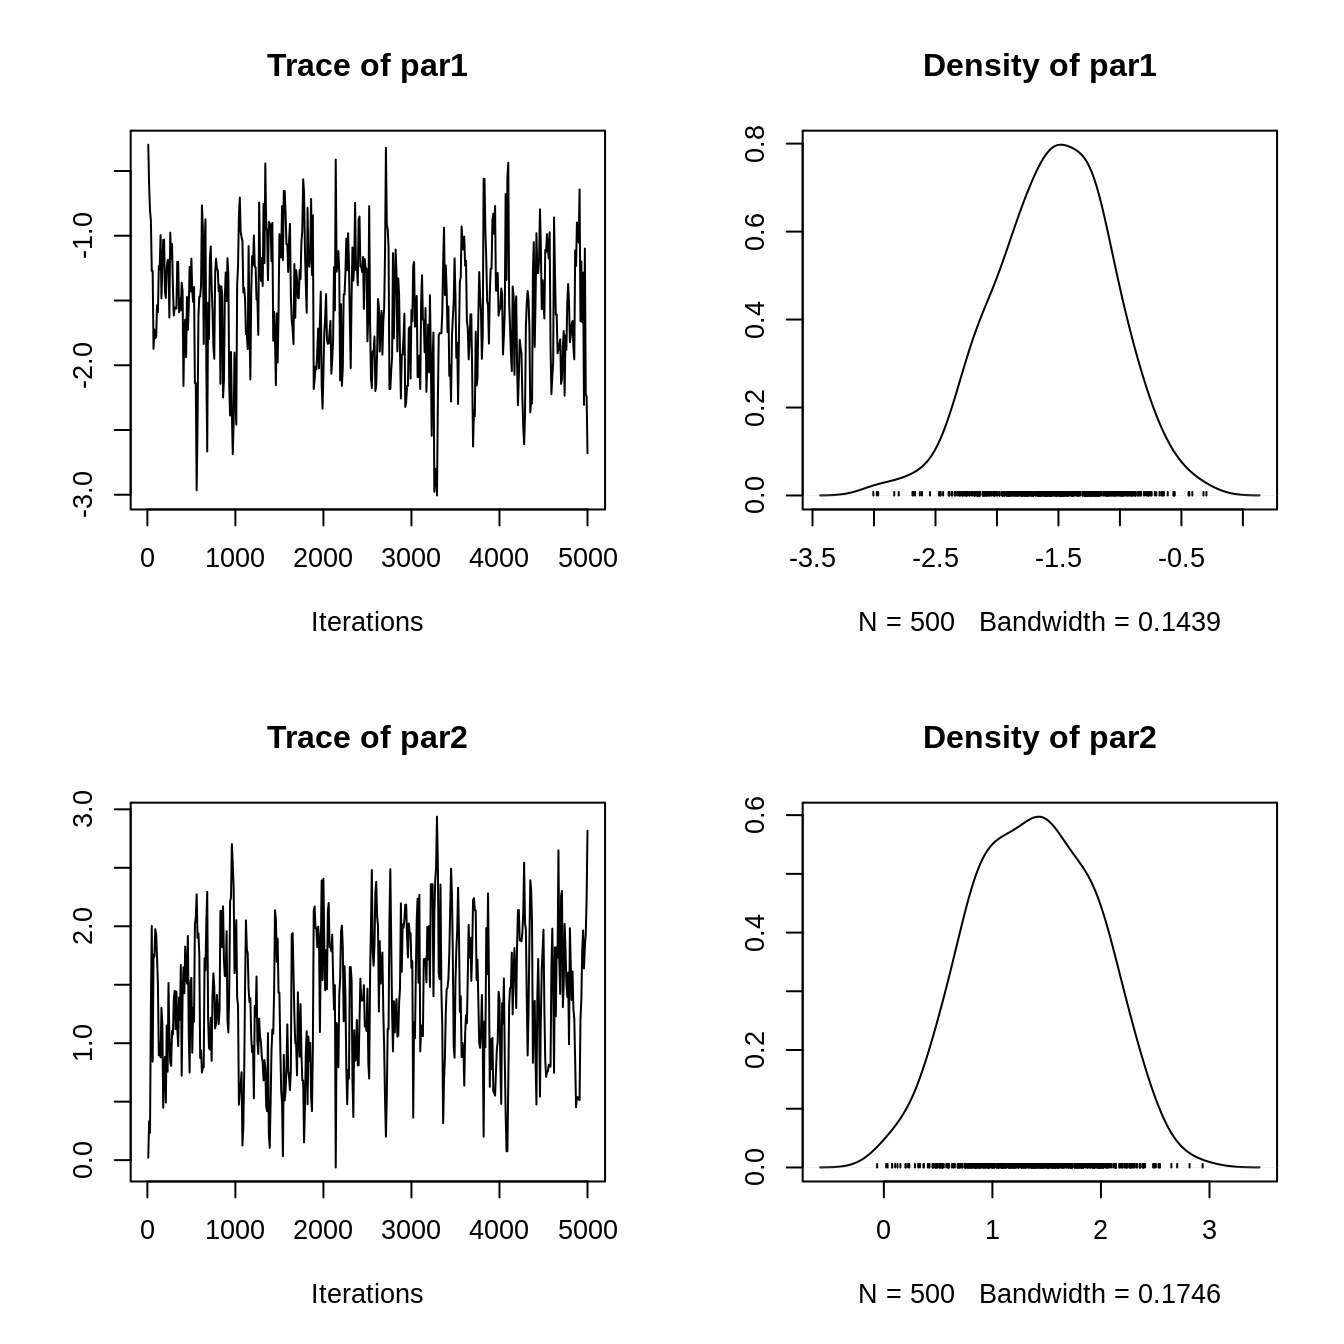 Trace of par1
-1.0
-2.0
-3.0
0 1000 2000 3000 4000 5000
Iterations
Density of par1
0.8
0.6
0.4
0.2
0.0
-3.5 -2.5 -1.5 -0.5
N = 500 Bandwidth = 0.1439
Trace of par2
3.0
2.0
1.0
0.0
0 1000 2000 3000 4000 5000
Iterations
Density of par2
0.6
0.4
0.2
0.0
0 1 2 3
N = 500 Bandwidth = 0.1746